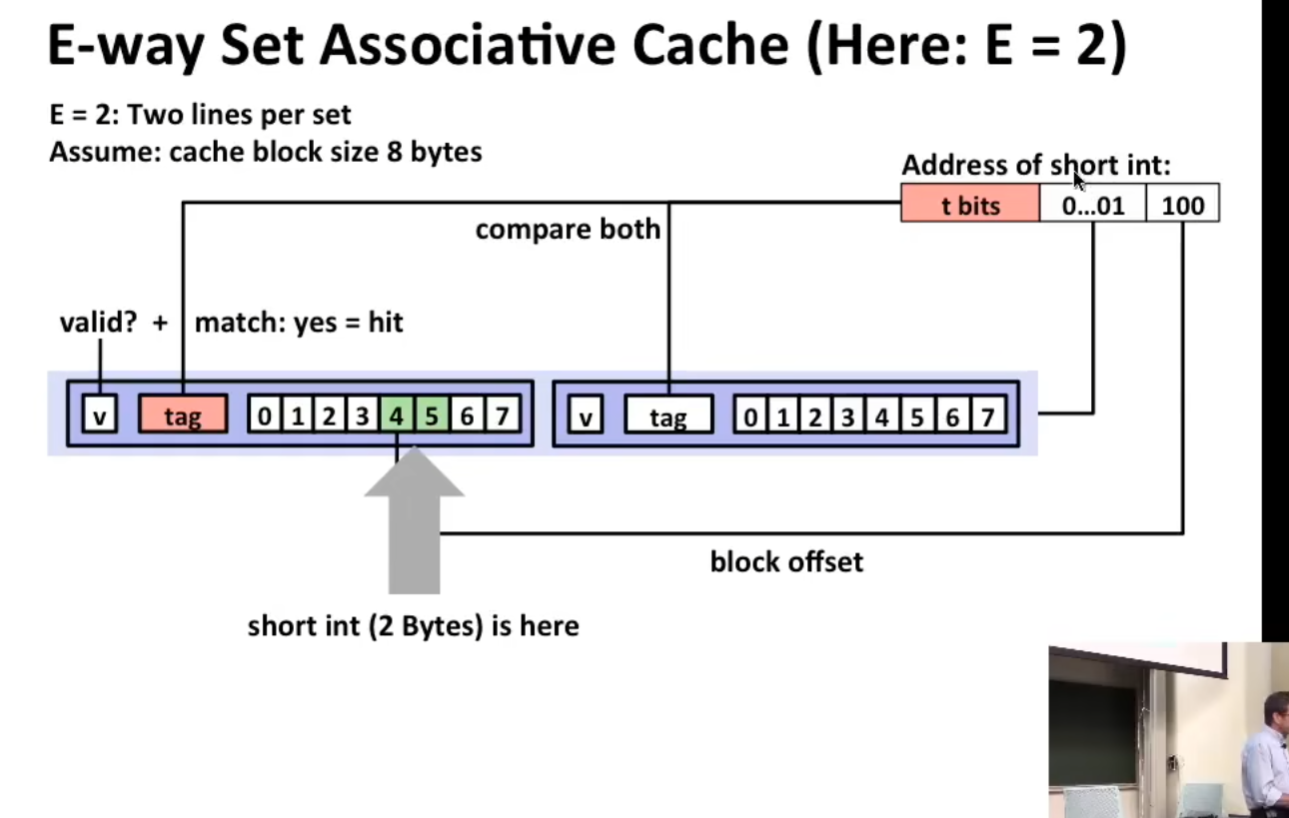 E-way Set Associative Cache (Here: E = 2)
E = 2: Two lines per set
Assume: cache block size 8 bytes
Address of short int:
t bits 0...01 100
compare both
valid? + match: yes = hit
v tag 0 1 2 3 4 5 6 7 v tag 0 1 2 3 4 5 6 7
block offset
short int (2 Bytes) is here